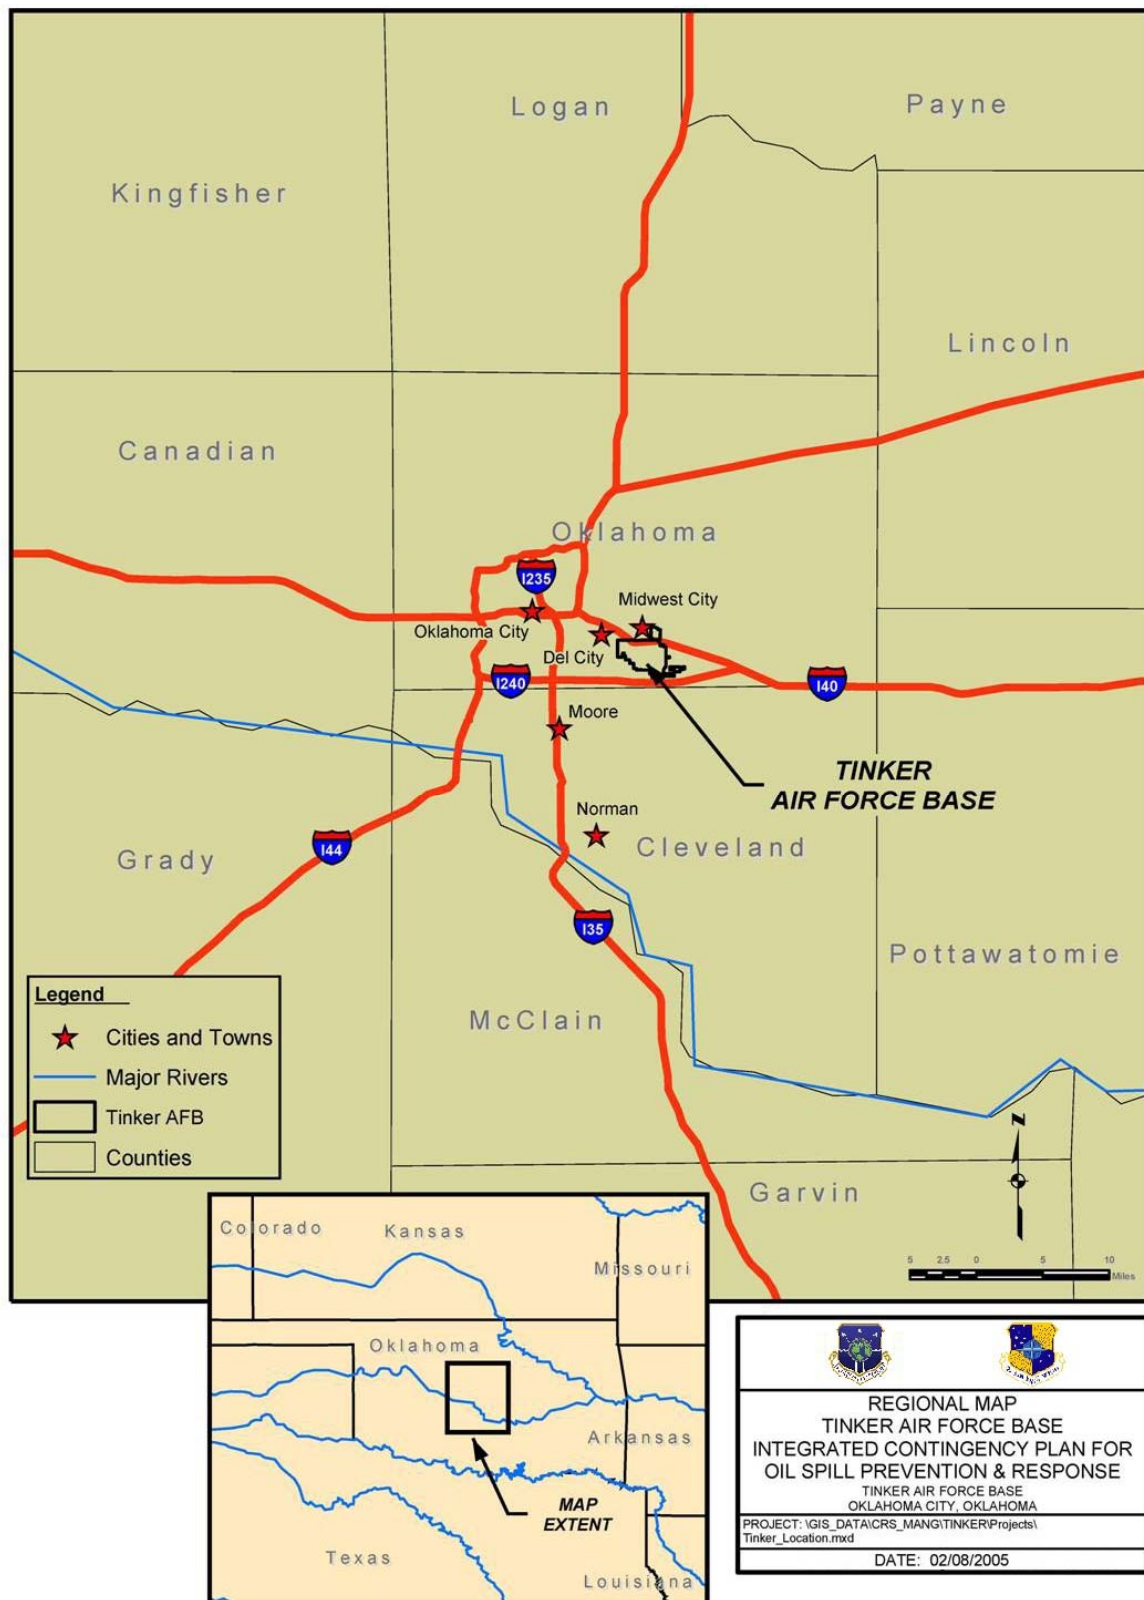 Logan
Payne
Kingfisher
Lincoln
Canadian
Oklahoma
I235
Midwest City
Oklahoma City
Del City
I240
I40
Moore
TINKER
AIR FORCE BASE
Norman
Cleveland
I44
Grady
I35
Pottawatomie
McClain
Legend
Cities and Towns
Major Rivers
Tinker AFB
Counties
N
Garvin
5 2.5 0 5 10
Miles
Colorado
Kansas
Missouri
Oklahoma
Arkansas
MAP
EXTENT
Texas
Louisiana
REGIONAL MAP
TINKER AIR FORCE BASE
INTEGRATED CONTINGENCY PLAN FOR
OIL SPILL PREVENTION & RESPONSE
TINKER AIR FORCE BASE
OKLAHOMA CITY, OKLAHOMA
PROJECT: \GIS_DATA\CRS_MANG\TINKER\Projects\
Tinker_Location.mxd
DATE: 02/08/2005